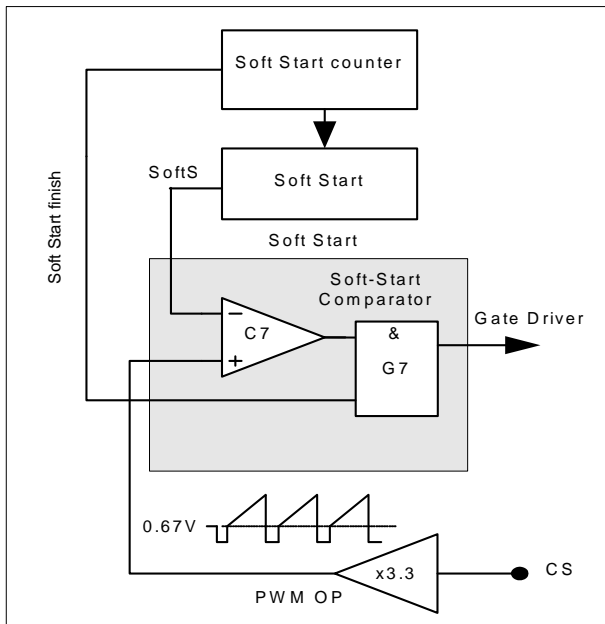 Soft Start counter
SoftS
Soft Start
Soft Start finish
Soft Start
Soft-Start
Comparator
Gate Driver
−
C7
+
&
G7
0.67V
x3.3
CS
PWM OP